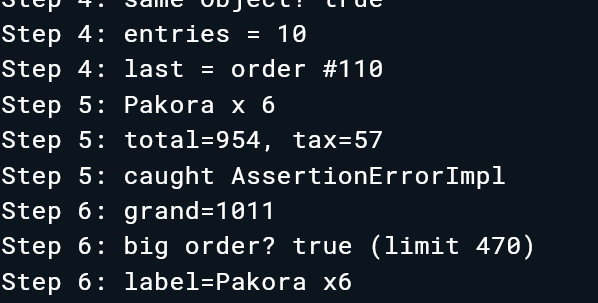 Step 4: same object? true
Step 4: entries = 10
Step 4: last = order #110
Step 5: Pakora x 6
Step 5: total=954, tax=57
Step 5: caught AssertionErrorImpl
Step 6: grand=1011
Step 6: big order? true (limit 470)
Step 6: label=Pakora x6